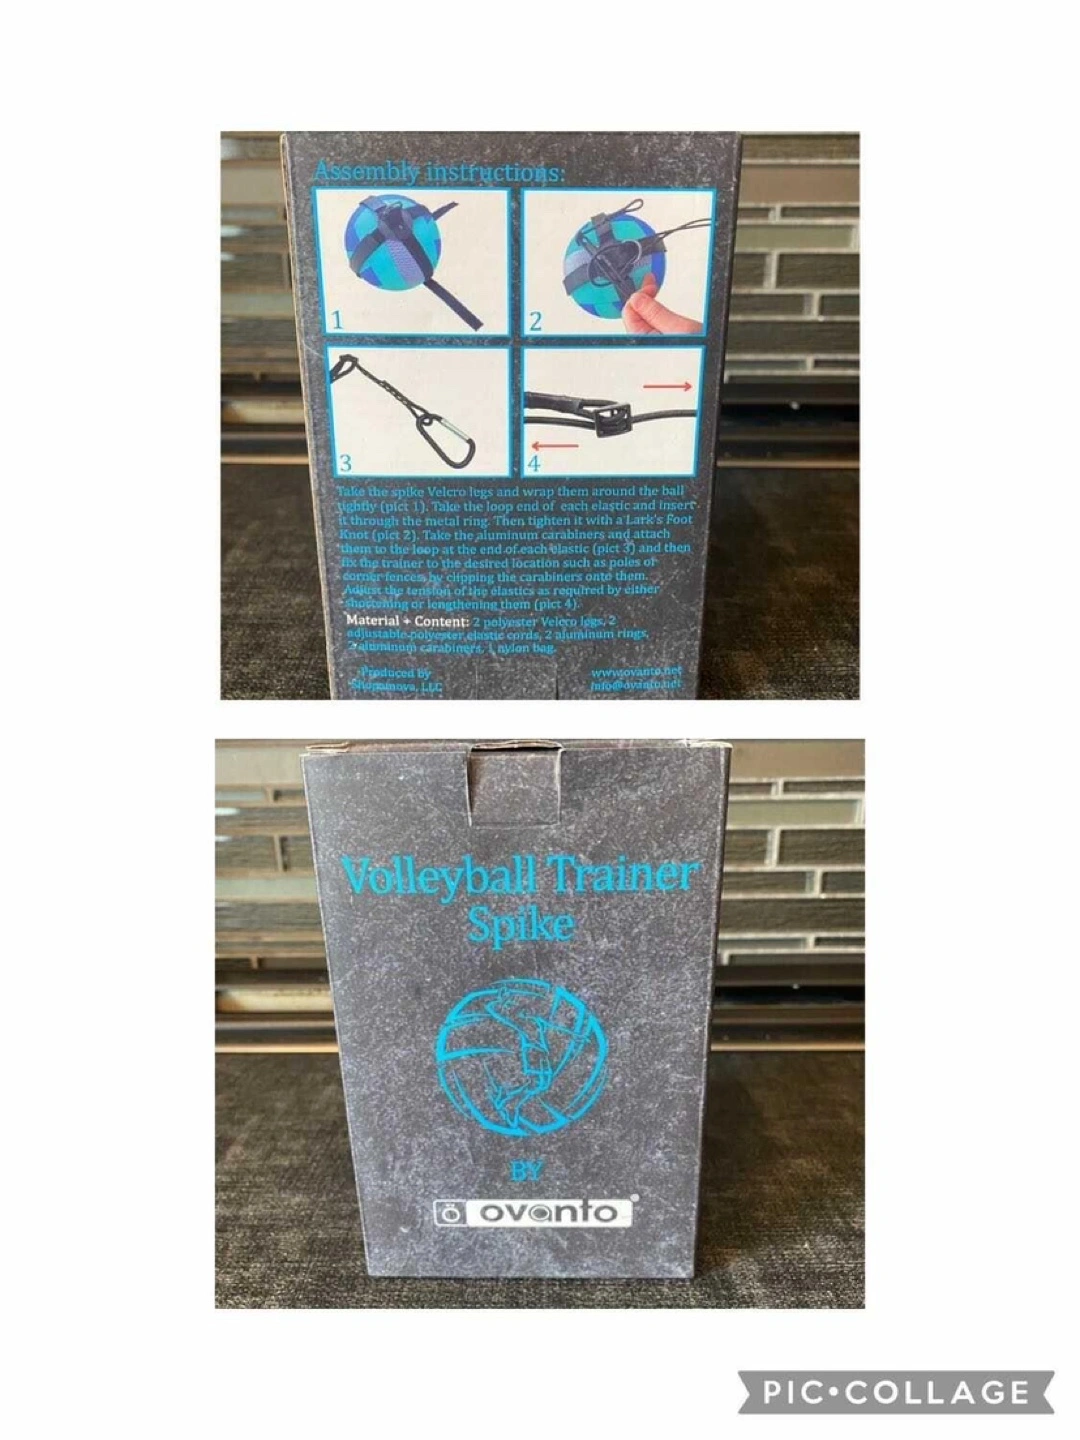 Assembly instructions:
1
2
3
4
Take the spike Velcro legs and wrap them around the ball
tightly (pict 1). Take the loop end of each elastic and insert
it through the metal ring. Then tighten it with a Lark's Foot
Knot (pict 2). Take the aluminum carabiners and attach
them to the loop at the end of each elastic (pict 3) and then
fix the trainer to the desired location such as poles or
corner fences by clipping the carabiners onto them.
Adjust the tension of the elastics as required by either
shortening or lengthening them (pict 4).
Material + Content: 2 polyester Velcro legs, 2
adjustable polyester elastic cords, 2 aluminum rings,
2 aluminum carabiners, 1 nylon bag.
Produced by
LLC
www.ovanto.net
info@ovanto.net
Volleyball Trainer
Spike
BY
ovanto®
PIC•COLLAGE